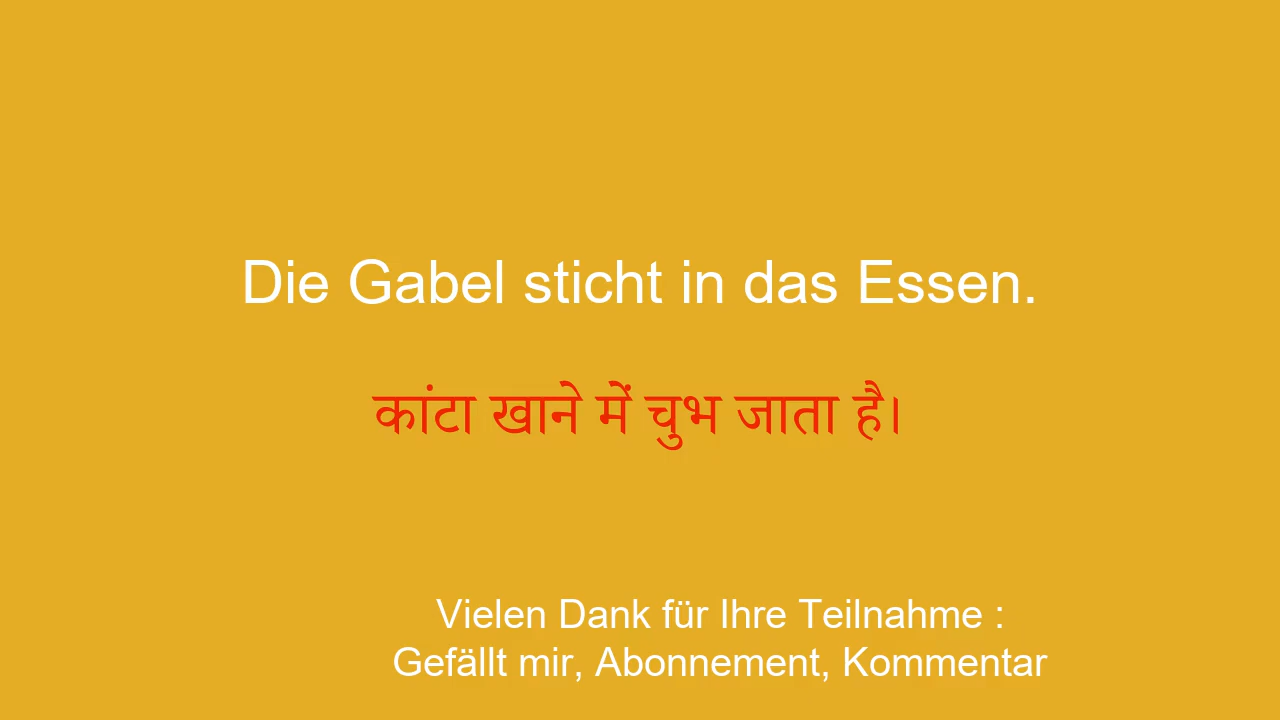 Die Gabel sticht in das Essen.
कांटा खाने में चुभ जाता है।
Vielen Dank für Ihre Teilnahme :
Gefällt mir, Abonnement, Kommentar